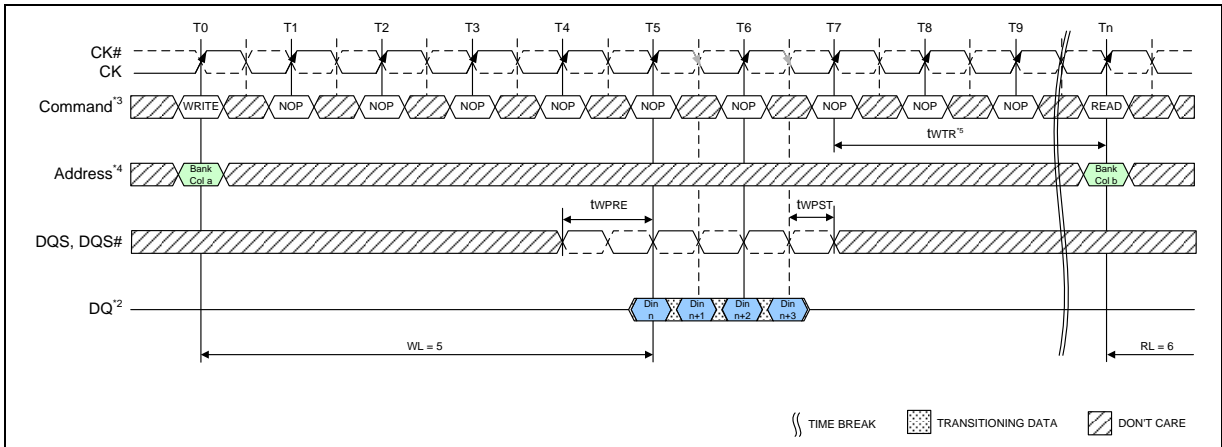 T0 T1 T2 T3 T4 T5 T6 T7 T8 T9 Tn
CK#
CK
Command*3 WRITE NOP NOP NOP NOP NOP NOP NOP NOP NOP READ
tWTR*5
Address*4 Bank Col a Bank Col b
tWPRE tWPST
DQS, DQS#
DQ*2 Din n Din n+1 Din n+2 Din n+3
WL = 5 RL = 6
TIME BREAK TRANSITIONING DATA DON'T CARE